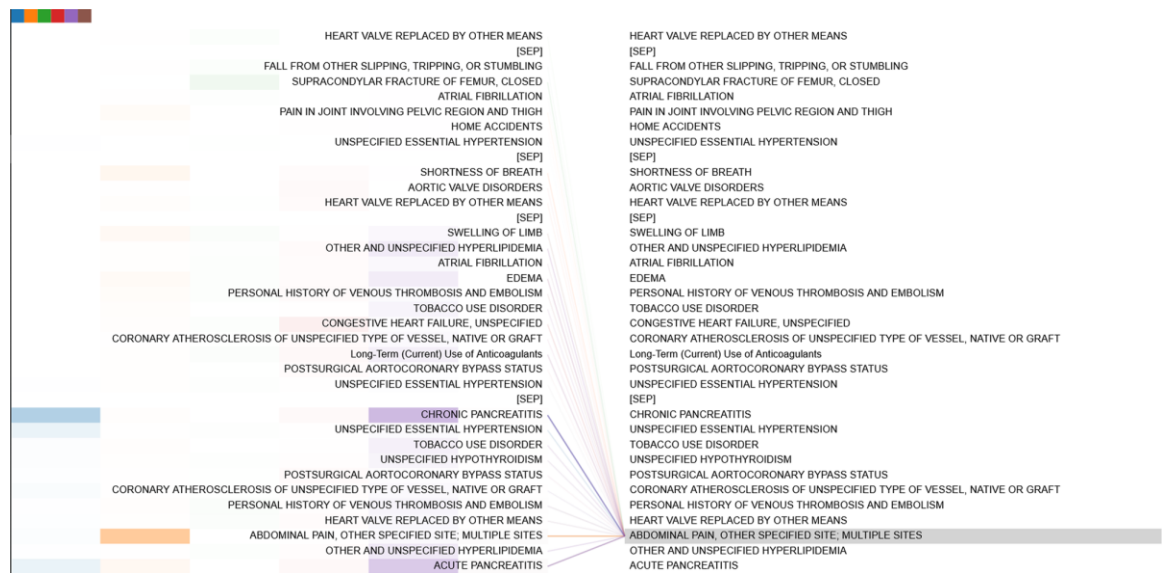 HEART VALVE REPLACED BY OTHER MEANS HEART VALVE REPLACED BY OTHER MEANS
[SEP] [SEP]
FALL FROM OTHER SLIPPING, TRIPPING, OR STUMBLING FALL FROM OTHER SLIPPING, TRIPPING, OR STUMBLING
SUPRACONDYLAR FRACTURE OF FEMUR, CLOSED SUPRACONDYLAR FRACTURE OF FEMUR, CLOSED
ATRIAL FIBRILLATION ATRIAL FIBRILLATION
PAIN IN JOINT INVOLVING PELVIC REGION AND THIGH PAIN IN JOINT INVOLVING PELVIC REGION AND THIGH
HOME ACCIDENTS HOME ACCIDENTS
UNSPECIFIED ESSENTIAL HYPERTENSION UNSPECIFIED ESSENTIAL HYPERTENSION
[SEP] [SEP]
SHORTNESS OF BREATH SHORTNESS OF BREATH
AORTIC VALVE DISORDERS AORTIC VALVE DISORDERS
HEART VALVE REPLACED BY OTHER MEANS HEART VALVE REPLACED BY OTHER MEANS
[SEP] [SEP]
SWELLING OF LIMB SWELLING OF LIMB
OTHER AND UNSPECIFIED HYPERLIPIDEMIA OTHER AND UNSPECIFIED HYPERLIPIDEMIA
ATRIAL FIBRILLATION ATRIAL FIBRILLATION
EDEMA EDEMA
PERSONAL HISTORY OF VENOUS THROMBOSIS AND EMBOLISM PERSONAL HISTORY OF VENOUS THROMBOSIS AND EMBOLISM
TOBACCO USE DISORDER TOBACCO USE DISORDER
CONGESTIVE HEART FAILURE, UNSPECIFIED CONGESTIVE HEART FAILURE, UNSPECIFIED
CORONARY ATHEROSCLEROSIS OF UNSPECIFIED TYPE OF VESSEL, NATIVE OR GRAFT CORONARY ATHEROSCLEROSIS OF UNSPECIFIED TYPE OF VESSEL, NATIVE OR GRAFT
Long-Term (Current) Use of Anticoagulants Long-Term (Current) Use of Anticoagulants
POSTSURGICAL AORTOCORONARY BYPASS STATUS POSTSURGICAL AORTOCORONARY BYPASS STATUS
UNSPECIFIED ESSENTIAL HYPERTENSION UNSPECIFIED ESSENTIAL HYPERTENSION
[SEP] [SEP]
CHRONIC PANCREATITIS CHRONIC PANCREATITIS
UNSPECIFIED ESSENTIAL HYPERTENSION UNSPECIFIED ESSENTIAL HYPERTENSION
TOBACCO USE DISORDER TOBACCO USE DISORDER
UNSPECIFIED HYPOTHYROIDISM UNSPECIFIED HYPOTHYROIDISM
POSTSURGICAL AORTOCORONARY BYPASS STATUS POSTSURGICAL AORTOCORONARY BYPASS STATUS
CORONARY ATHEROSCLEROSIS OF UNSPECIFIED TYPE OF VESSEL, NATIVE OR GRAFT CORONARY ATHEROSCLEROSIS OF UNSPECIFIED TYPE OF VESSEL, NATIVE OR GRAFT
PERSONAL HISTORY OF VENOUS THROMBOSIS AND EMBOLISM PERSONAL HISTORY OF VENOUS THROMBOSIS AND EMBOLISM
HEART VALVE REPLACED BY OTHER MEANS HEART VALVE REPLACED BY OTHER MEANS
ABDOMINAL PAIN, OTHER SPECIFIED SITE; MULTIPLE SITES ABDOMINAL PAIN, OTHER SPECIFIED SITE; MULTIPLE SITES
OTHER AND UNSPECIFIED HYPERLIPIDEMIA OTHER AND UNSPECIFIED HYPERLIPIDEMIA
ACUTE PANCREATITIS ACUTE PANCREATITIS